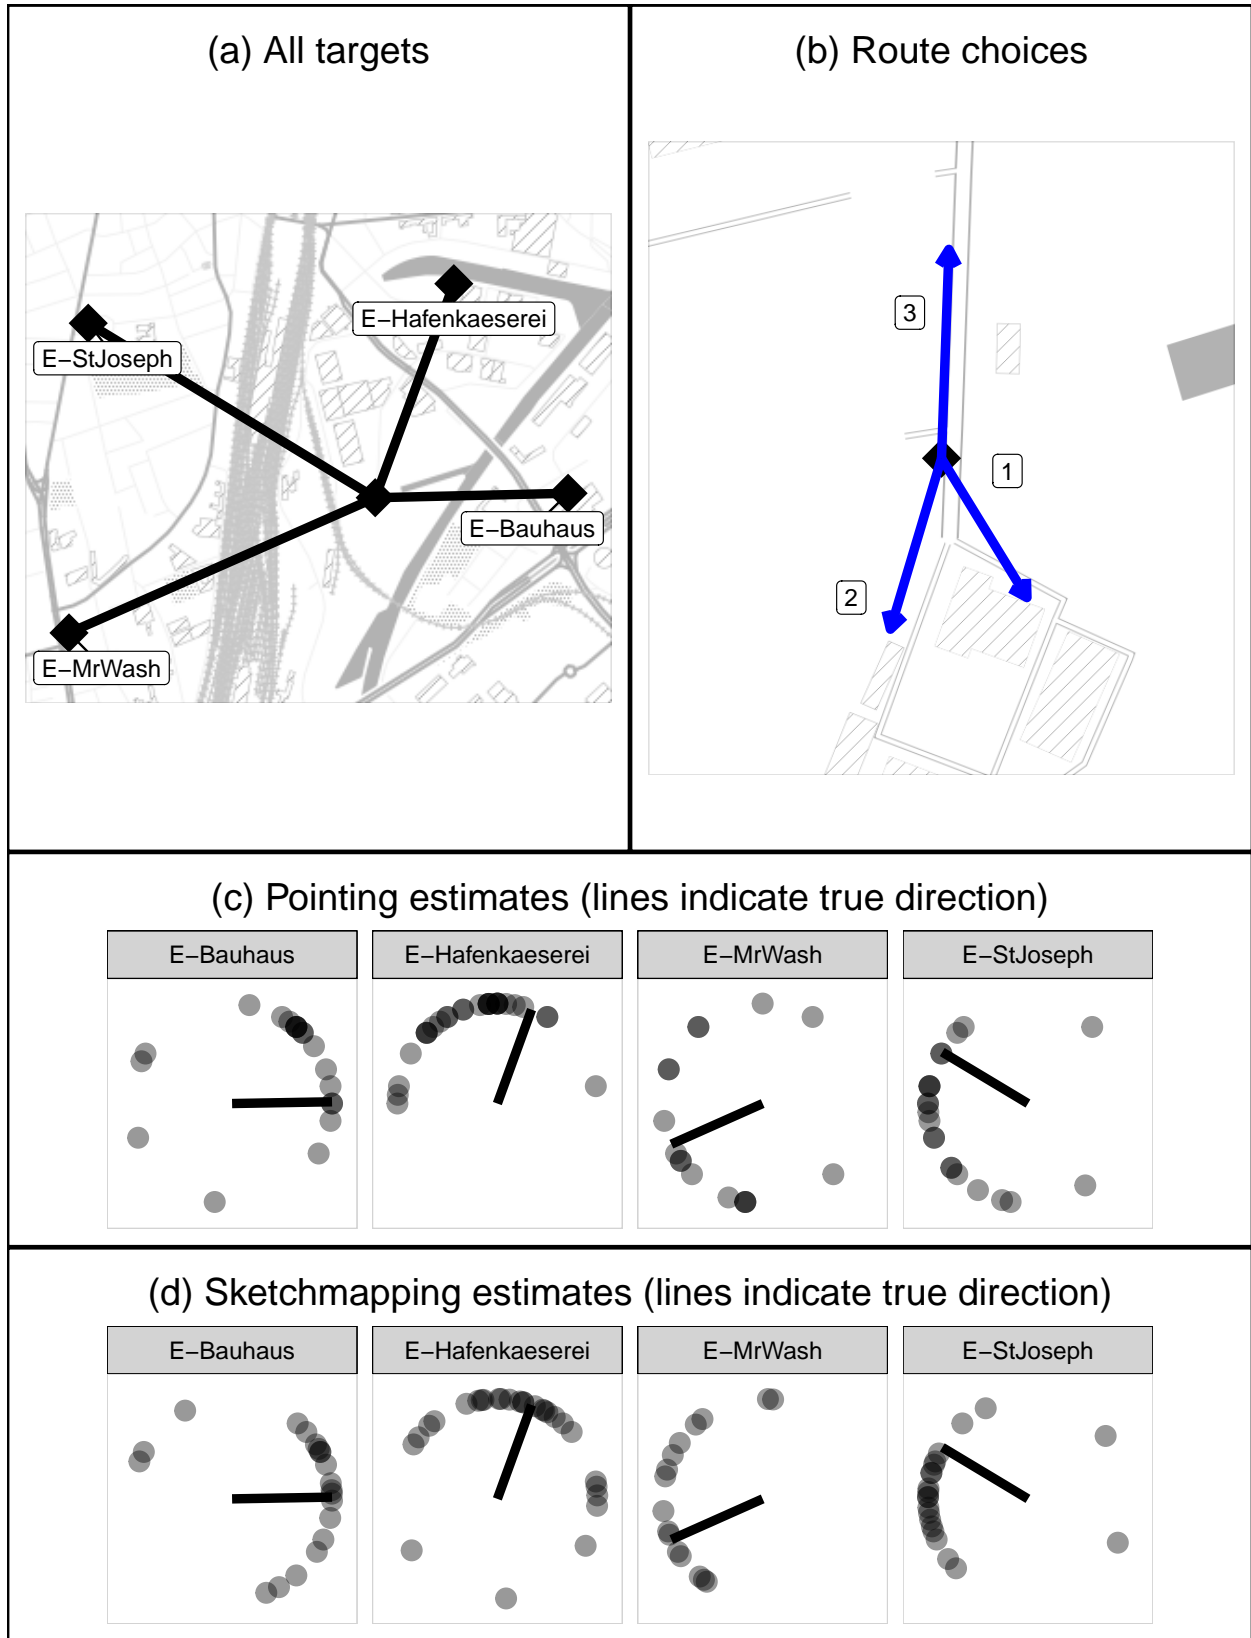 (a) All targets
(b) Route choices
E−Hafenkaeserei
E−StJoseph
E−Bauhaus
E−MrWash
3
1
2
(c) Pointing estimates (lines indicate true direction)
E−Bauhaus
E−Hafenkaeserei
E−MrWash
E−StJoseph
(d) Sketchmapping estimates (lines indicate true direction)
E−Bauhaus
E−Hafenkaeserei
E−MrWash
E−StJoseph